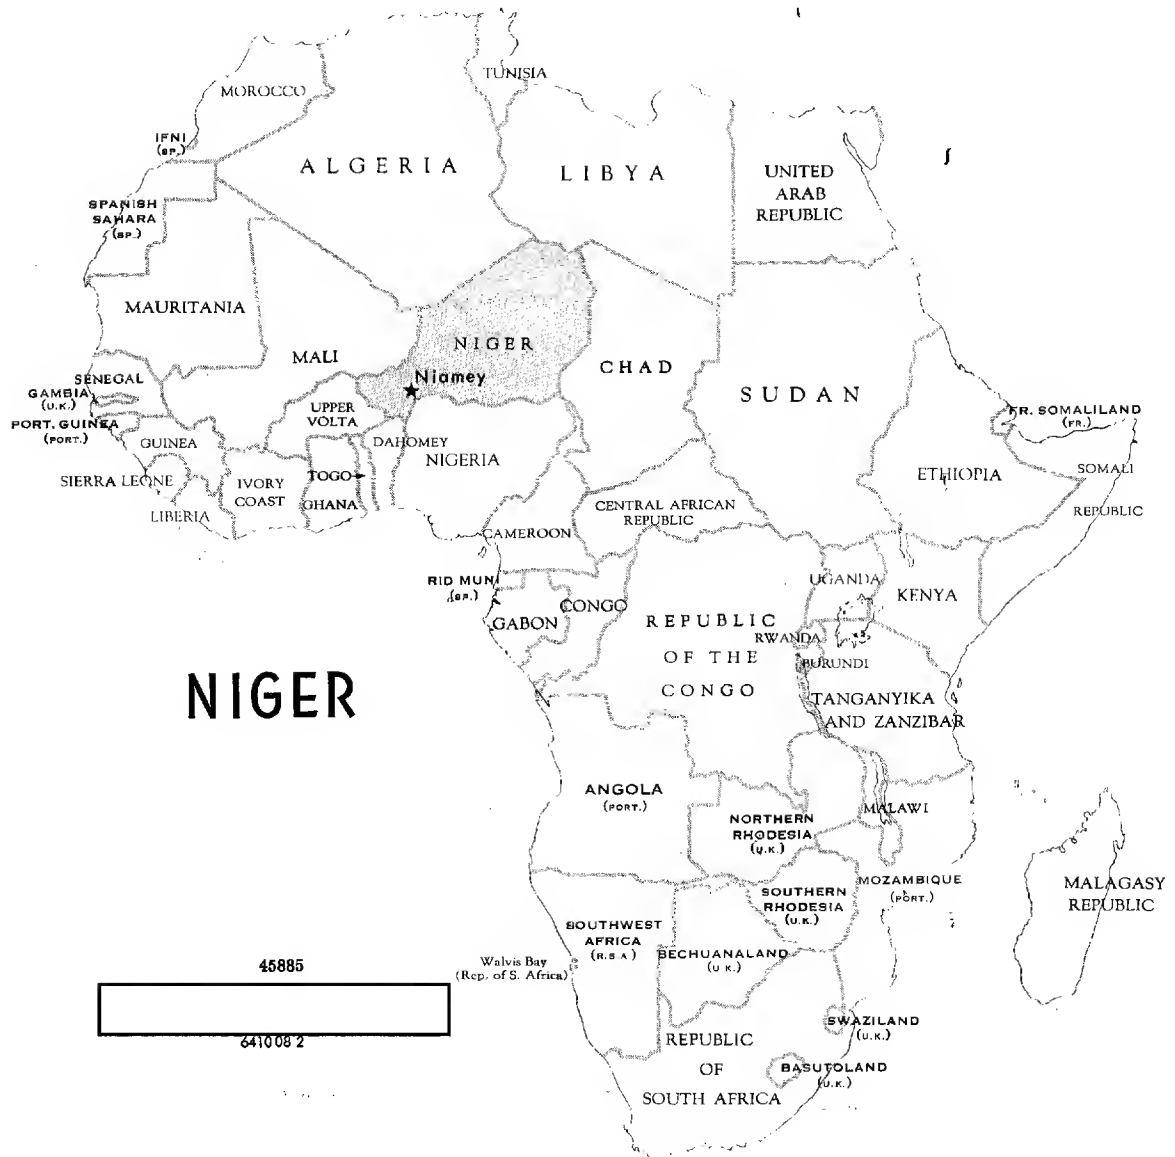 TUNISIA
MOROCCO
IFNI
(SP.)
ALGERIA
LIBYA
UNITED
ARAB
REPUBLIC
SPANISH
SAHARA
(SP.)
MAURITANIA
NIGER
MALI
CHAD
SUDAN
Niamey
SENEGAL
GAMBIA
(U.K.)
PORT. GUINEA
(PORT.)
UPPER
VOLTA
FR. SOMALILAND
(FR.)
GUINEA
DAHOMEY
NIGERIA
SIERRA LEONE
IVORY
COAST
TOGO
GHANA
LIBERIA
ETHIOPIA
SOMALI
REPUBLIC
CENTRAL AFRICAN
REPUBLIC
CAMEROON
RIO MUNI
(SP.)
GABON
CONGO
UGANDA
KENYA
REPUBLIC
OF THE
CONGO
RWANDA
BURUNDI
TANGANYIKA
AND ZANZIBAR
NIGER
ANGOLA
(PORT.)
MALAWI
NORTHERN
RHODESIA
(U.K.)
MOZAMBIQUE
(PORT.)
MALAGASY
REPUBLIC
SOUTHERN
RHODESIA
(U.K.)
SOUTHWEST
AFRICA
(R.S.A)
BECHUANALAND
(U.K.)
Walvis Bay
(Rep. of S. Africa)
45885
641008 2
SWAZILAND
(U.K.)
REPUBLIC
OF
SOUTH AFRICA
BASUTOLAND
(U.K.)